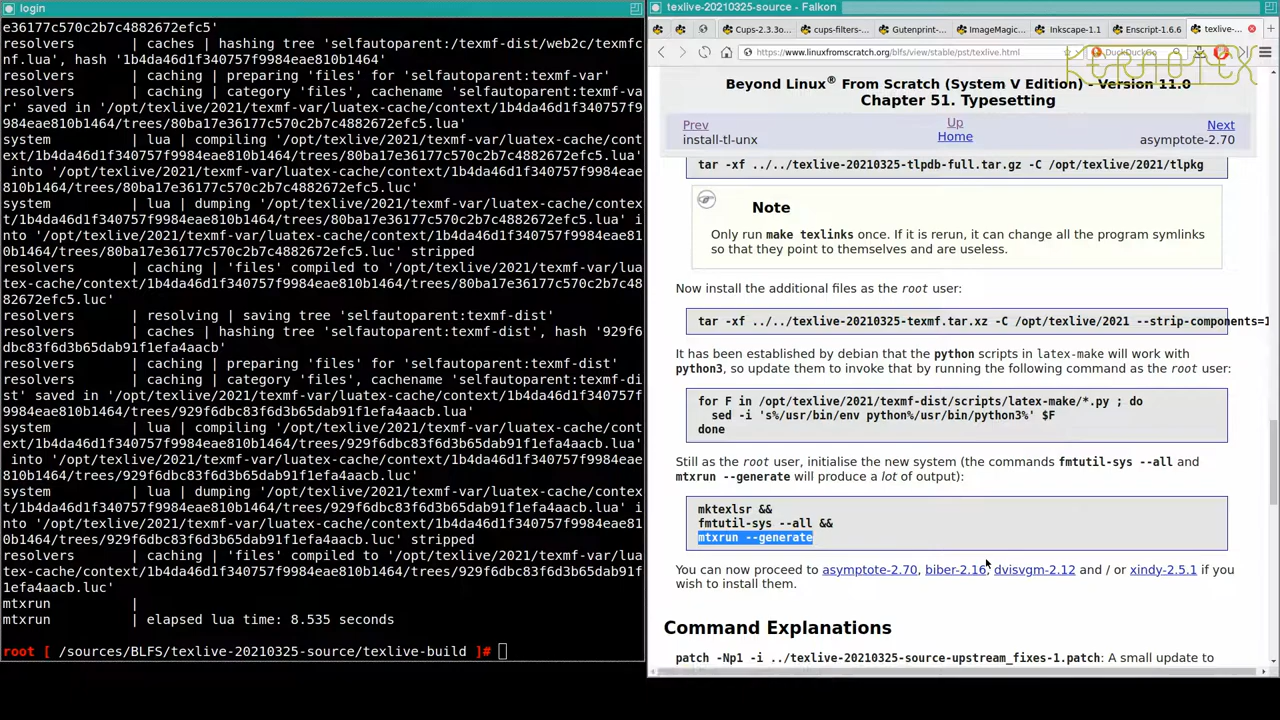 login
e36177c570c2f7c4882672efc5'
resolvers       | caches | hashing tree 'selfautoparent:/texmf-dist/web2c/texmfc
nf.lua', hash '1b4da46d1f340757f9984eae810b1464'
resolvers       | caching | preparing 'files' for 'selfautoparent:texmf-var'
resolvers       | caching | category 'files', cachename 'selfautoparent:texmf-va
r' saved in '/opt/texlive/2021/texmf-var/luatex-cache/context/1b4da46d1f340757f9
984eae810b1464/trees/80ba17e36177c570c2f7c4882672efc5.lua'
system          | lua | compiling '/opt/texlive/2021/texmf-var/luatex-cache/cont
ext/1b4da46d1f340757f9984eae810b1464/trees/80ba17e36177c570c2f7c4882672efc5.lua'
 into '/opt/texlive/2021/texmf-var/luatex-cache/context/1b4da46d1f340757f9984eae
810b1464/trees/80ba17e36177c570c2f7c4882672efc5.luc'
system          | lua | dumping '/opt/texlive/2021/texmf-var/luatex-cache/contex
t/1b4da46d1f340757f9984eae810b1464/trees/80ba17e36177c570c2f7c4882672efc5.lua' i
nto '/opt/texlive/2021/texmf-var/luatex-cache/context/1b4da46d1f340757f9984eae81
0b1464/trees/80ba17e36177c570c2f7c4882672efc5.luc' stripped
resolvers       | caching | 'files' compiled to '/opt/texlive/2021/texmf-var/lua
tex-cache/context/1b4da46d1f340757f9984eae810b1464/trees/80ba17e36177c570c2f7c48
82672efc5.luc'
resolvers       | resolving | saving tree 'selfautoparent:texmf-dist'
resolvers       | caches | hashing tree 'selfautoparent:texmf-dist', hash '929f6
dbc83f6d3b65dab91f1efa4aacb'
resolvers       | caching | preparing 'files' for 'selfautoparent:texmf-dist'
resolvers       | caching | category 'files', cachename 'selfautoparent:texmf-di
st' saved in '/opt/texlive/2021/texmf-var/luatex-cache/context/1b4da46d1f340757f
9984eae810b1464/trees/929f6dbc83f6d3b65dab91f1efa4aacb.lua'
system          | lua | compiling '/opt/texlive/2021/texmf-var/luatex-cache/cont
ext/1b4da46d1f340757f9984eae810b1464/trees/929f6dbc83f6d3b65dab91f1efa4aacb.lua'
 into '/opt/texlive/2021/texmf-var/luatex-cache/context/1b4da46d1f340757f9984eae
810b1464/trees/929f6dbc83f6d3b65dab91f1efa4aacb.luc'
system          | lua | dumping '/opt/texlive/2021/texmf-var/luatex-cache/contex
t/1b4da46d1f340757f9984eae810b1464/trees/929f6dbc83f6d3b65dab91f1efa4aacb.lua' i
nto '/opt/texlive/2021/texmf-var/luatex-cache/context/1b4da46d1f340757f9984eae81
0b1464/trees/929f6dbc83f6d3b65dab91f1efa4aacb.luc' stripped
resolvers       | caching | 'files' compiled to '/opt/texlive/2021/texmf-var/lua
tex-cache/context/1b4da46d1f340757f9984eae810b1464/trees/929f6dbc83f6d3b65dab91f
1efa4aacb.luc'
mtxrun          |
mtxrun          | elapsed lua time: 8.535 seconds
root [ /sources/BLFS/texlive-20210325-source/texlive-build ]#
texlive-20210325-source - Falkon
Cups-2.3.3o... cups-filters-... Gutenprint-... ImageMagic... Inkscape-1.1 Enscript-1.6.6 texlive-...
https://www.linuxfromscratch.org/blfs/view/stable/pst/texlive.html DuckDuckGo
KERNOTEX
Beyond Linux® From Scratch (System V Edition) - Version 11.0
Chapter 51. Typesetting
Prev Up Next
install-tl-unx Home asymptote-2.70
tar -xf ../../texlive-20210325-tlpdb-full.tar.gz -C /opt/texlive/2021/tlpkg
Note
Only run make texlinks once. If it is rerun, it can change all the program symlinks
so that they point to themselves and are useless.
Now install the additional files as the root user:
tar -xf ../../texlive-20210325-texmf.tar.xz -C /opt/texlive/2021 --strip-components=1
It has been established by debian that the python scripts in latex-make will work with
python3, so update them to invoke that by running the following command as the root user:
for F in /opt/texlive/2021/texmf-dist/scripts/latex-make/*.py ; do
  sed -i 's%/usr/bin/env python%/usr/bin/python3%' $F
done
Still as the root user, initialise the new system (the commands fmtutil-sys --all and
mtxrun --generate will produce a lot of output):
mktexlsr &&
fmtutil-sys --all &&
mtxrun --generate
You can now proceed to asymptote-2.70, biber-2.16, dvisvgm-2.12 and / or xindy-2.5.1 if you
wish to install them.
Command Explanations
patch -Np1 -i ../texlive-20210325-source-upstream_fixes-1.patch: A small update to